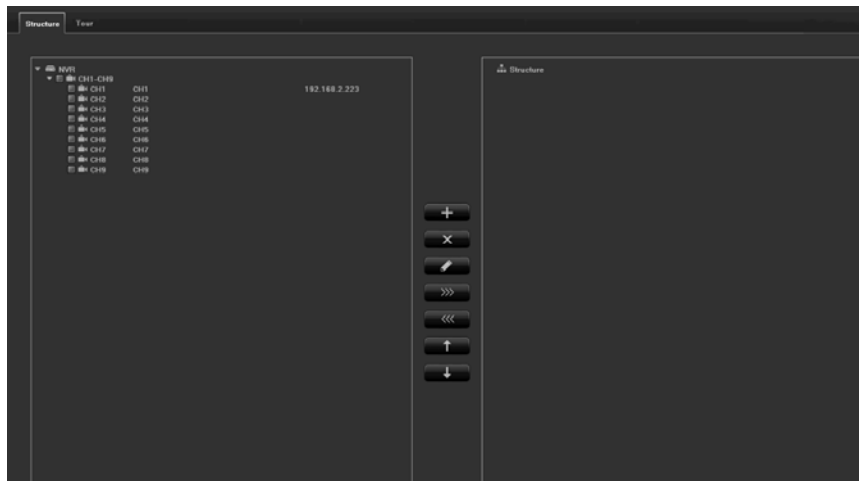 Structure Tour
NVR
CH1-CH9
CH1 CH1 192.168.2.223
CH2 CH2
CH3 CH3
CH4 CH4
CH5 CH5
CH6 CH6
CH7 CH7
CH8 CH8
CH9 CH9
Structure